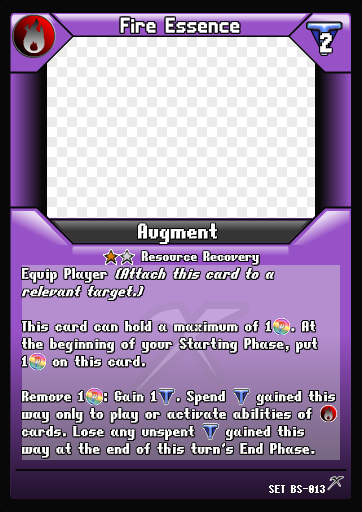 Fire Essence
2
Augment
Resource Recovery
Equip Player (Attach this card to a
relevant target.)
This card can hold a maximum of 1. At
the beginning of your Starting Phase, put
1 on this card.
Remove 1: Gain 1. Spend gained this
way only to play or activate abilities of
cards. Lose any unspent gained this
way at the end of this turn's End Phase.
SET BS-013